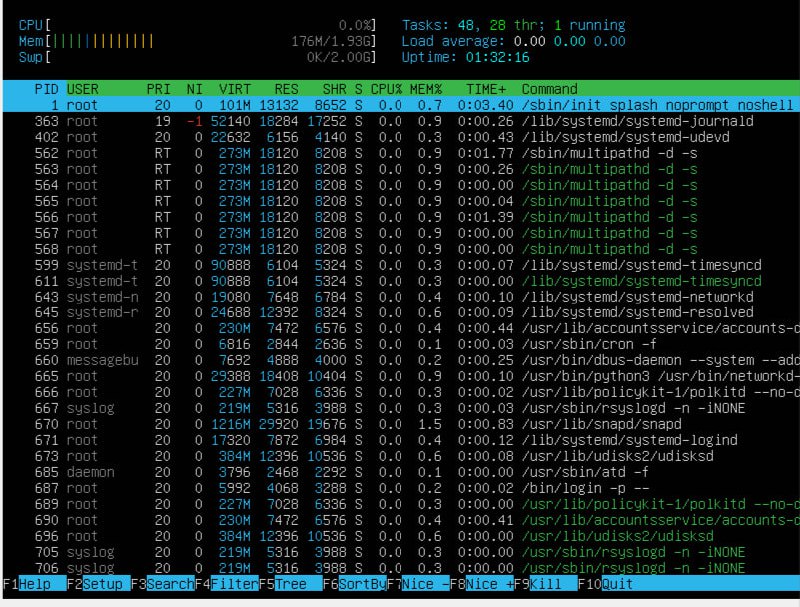 CPU[ 0.0%] Tasks: 48, 28 thr; 1 running
Mem[|||||||||||||||| 176M/1.93G] Load average: 0.00 0.00 0.00
Swp[ 0K/2.00G] Uptime: 01:32:16
PID USER PRI NI VIRT RES SHR S CPU% MEM% TIME+ Command
1 root 20 0 101M 13132 8652 S 0.0 0.7 0:03.40 /sbin/init splash noprompt noshell
363 root 19 -1 52140 18284 17252 S 0.0 0.9 0:00.26 /lib/systemd/systemd-journald
402 root 20 0 22632 6156 4140 S 0.0 0.3 0:00.43 /lib/systemd/systemd-udevd
562 root RT 0 273M 18120 8208 S 0.0 0.9 0:01.77 /sbin/multipathd -d -s
563 root RT 0 273M 18120 8208 S 0.0 0.9 0:00.26 /sbin/multipathd -d -s
564 root RT 0 273M 18120 8208 S 0.0 0.9 0:00.00 /sbin/multipathd -d -s
565 root RT 0 273M 18120 8208 S 0.0 0.9 0:00.04 /sbin/multipathd -d -s
566 root RT 0 273M 18120 8208 S 0.0 0.9 0:01.39 /sbin/multipathd -d -s
567 root RT 0 273M 18120 8208 S 0.0 0.9 0:00.00 /sbin/multipathd -d -s
568 root RT 0 273M 18120 8208 S 0.0 0.9 0:00.00 /sbin/multipathd -d -s
599 systemd-t 20 0 90888 6104 5324 S 0.0 0.3 0:00.07 /lib/systemd/systemd-timesyncd
611 systemd-t 20 0 90888 6104 5324 S 0.0 0.3 0:00.00 /lib/systemd/systemd-timesyncd
643 systemd-n 20 0 19080 7648 6784 S 0.0 0.4 0:00.10 /lib/systemd/systemd-networkd
645 systemd-r 20 0 24688 12392 8324 S 0.0 0.6 0:00.09 /lib/systemd/systemd-resolved
656 root 20 0 230M 7472 6576 S 0.0 0.4 0:00.44 /usr/lib/accountsservice/accounts-d
659 root 20 0 6816 2844 2636 S 0.0 0.1 0:00.03 /usr/sbin/cron -f
660 messagebu 20 0 7692 4888 4000 S 0.0 0.2 0:00.25 /usr/bin/dbus-daemon --system --add
665 root 20 0 29388 18408 10404 S 0.0 0.9 0:00.10 /usr/bin/python3 /usr/bin/networkd-
666 root 20 0 227M 7028 6336 S 0.0 0.3 0:00.02 /usr/lib/policykit-1/polkitd --no-d
667 syslog 20 0 219M 5316 3988 S 0.0 0.3 0:00.03 /usr/sbin/rsyslogd -n -iNONE
670 root 20 0 1216M 29920 19676 S 0.0 1.5 0:00.83 /usr/lib/snapd/snapd
671 root 20 0 17320 7872 6984 S 0.0 0.4 0:00.12 /lib/systemd/systemd-logind
673 root 20 0 384M 12396 10536 S 0.0 0.6 0:00.08 /usr/lib/udisks2/udisksd
685 daemon 20 0 3796 2468 2292 S 0.0 0.1 0:00.00 /usr/sbin/atd -f
687 root 20 0 5992 4068 3288 S 0.0 0.2 0:00.02 /bin/login -p --
689 root 20 0 227M 7028 6336 S 0.0 0.3 0:00.00 /usr/lib/policykit-1/polkitd --no-d
690 root 20 0 230M 7472 6576 S 0.0 0.4 0:00.41 /usr/lib/accountsservice/accounts-d
696 root 20 0 384M 12396 10536 S 0.0 0.6 0:00.00 /usr/lib/udisks2/udisksd
705 syslog 20 0 219M 5316 3988 S 0.0 0.3 0:00.00 /usr/sbin/rsyslogd -n -iNONE
706 syslog 20 0 219M 5316 3988 S 0.0 0.3 0:00.00 /usr/sbin/rsyslogd -n -iNONE
F1Help F2Setup F3SearchF4FilterF5Tree F6SortByF7Nice -F8Nice +F9Kill F10Quit